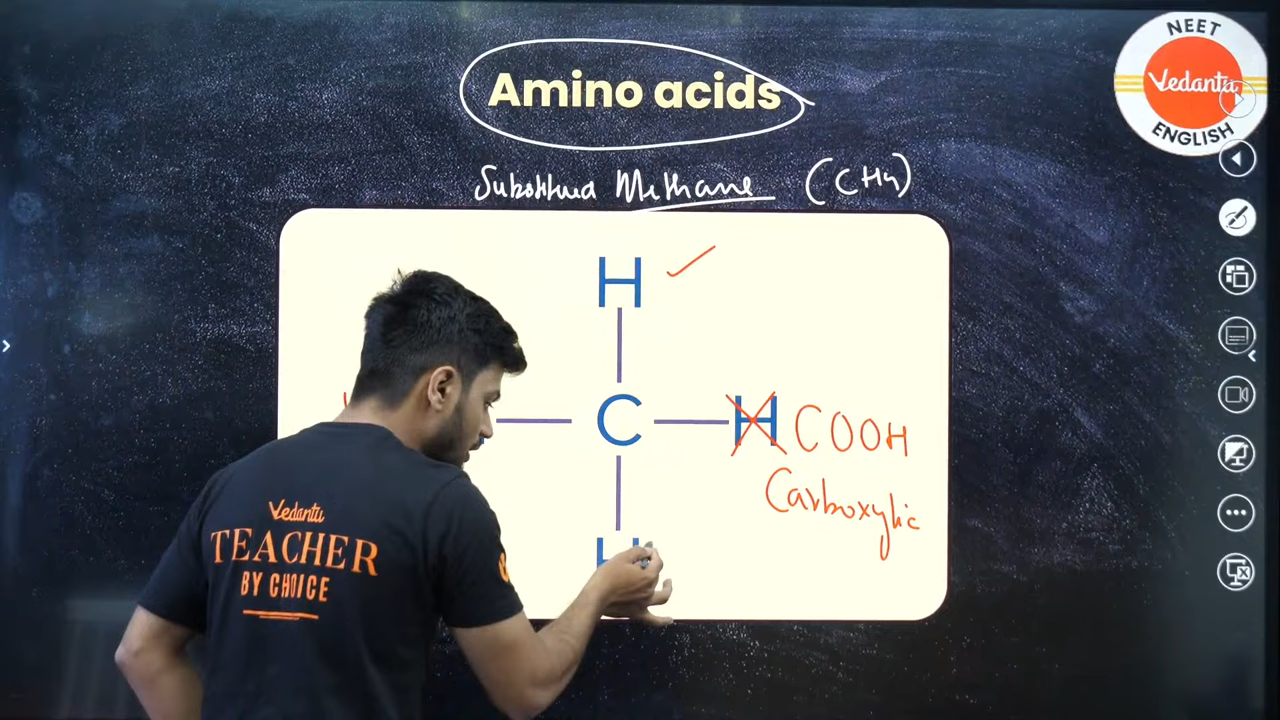 NEET
Vedantu
ENGLISH
Amino acids
Substitued Methane (CH4)
H
C H COOH
Carboxylic
H
Vedantu
TEACHER
BY CHOICE